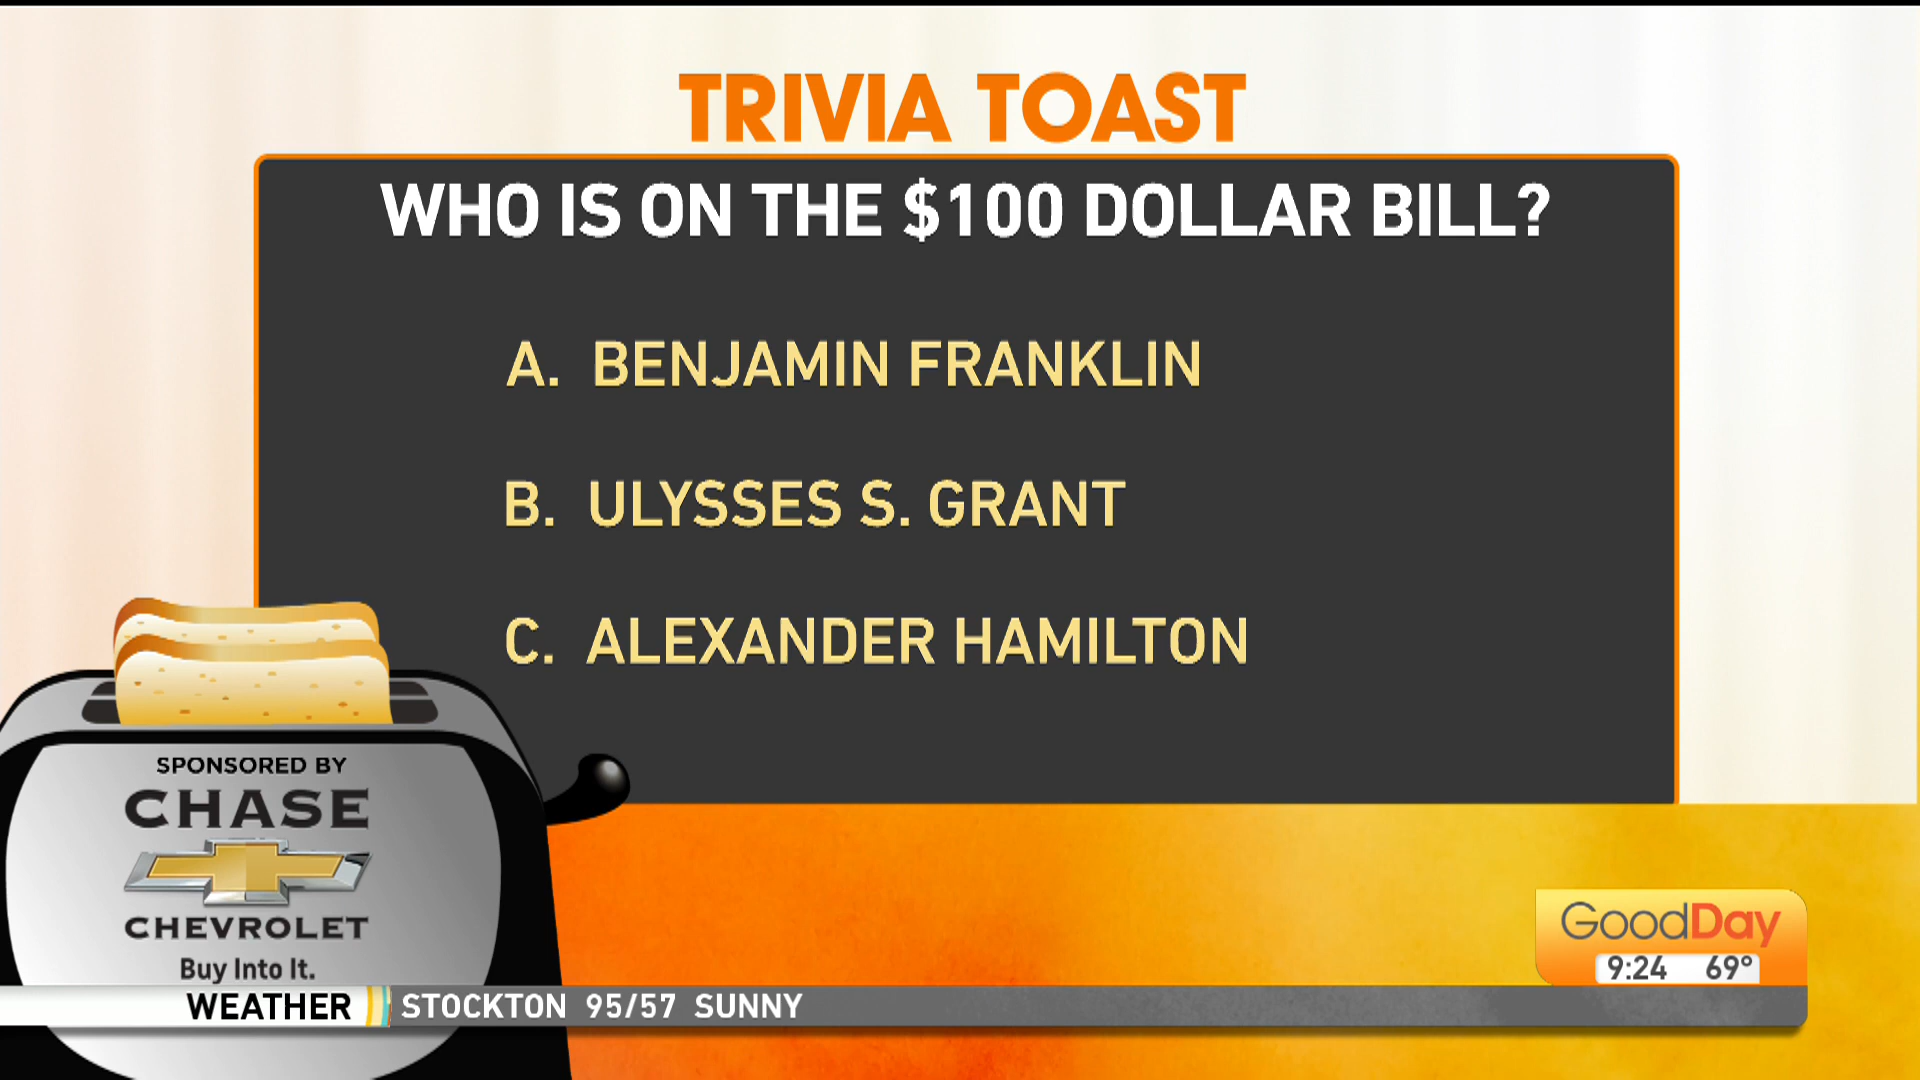 TRIVIA TOAST
WHO IS ON THE $100 DOLLAR BILL?
A. BENJAMIN FRANKLIN
B. ULYSSES S. GRANT
C. ALEXANDER HAMILTON
SPONSORED BY
CHASE
CHEVROLET
Buy Into It.
GoodDay
9:24 69°
WEATHER STOCKTON 95/57 SUNNY